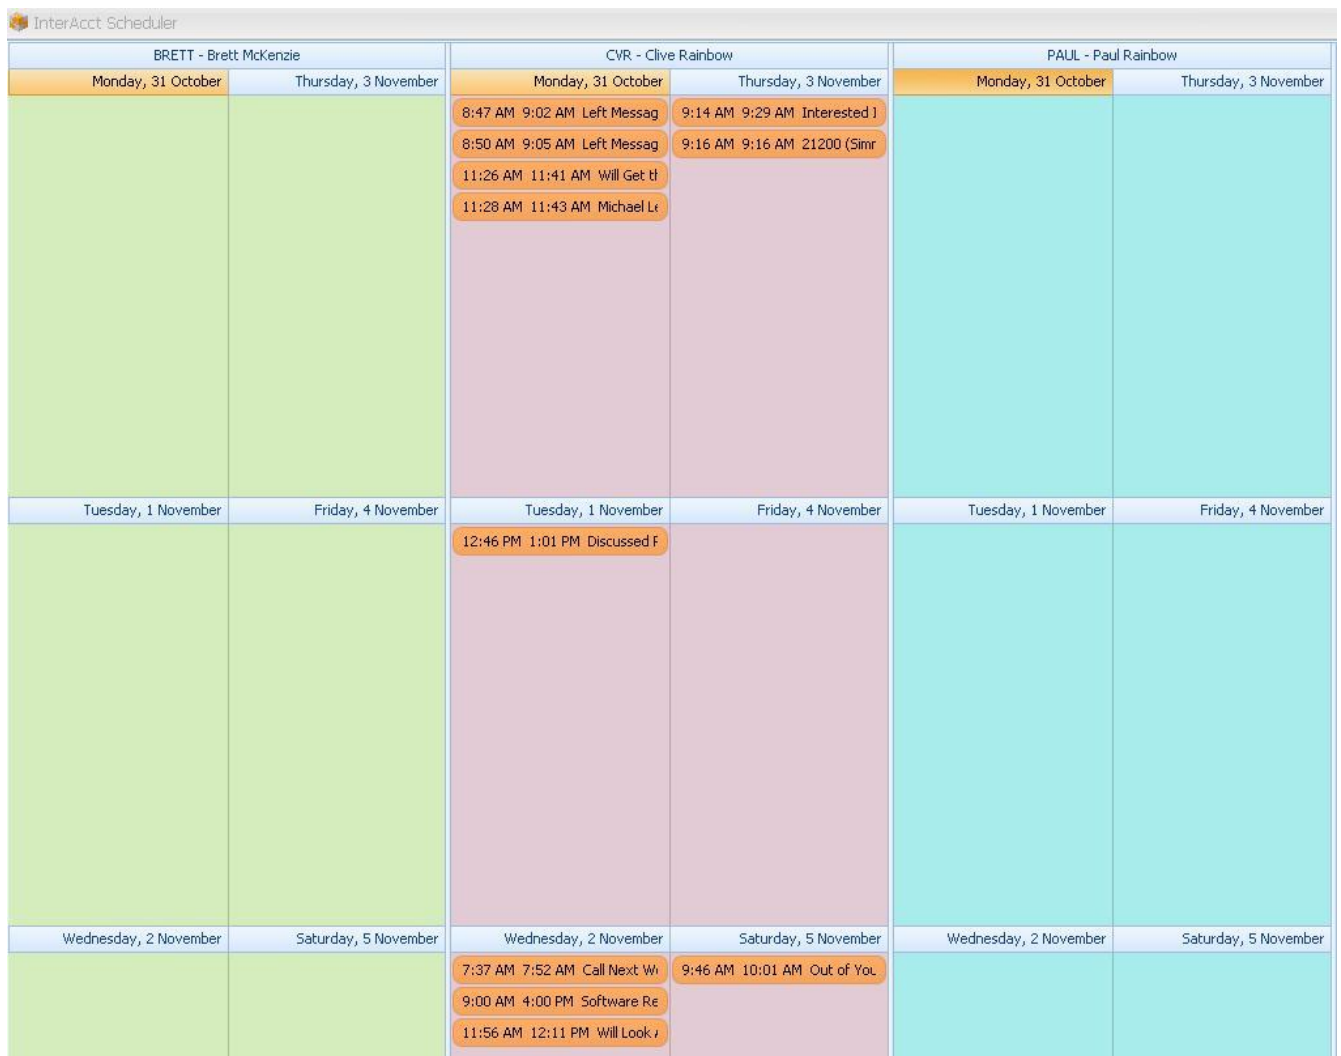 InterAcct Scheduler
BRETT - Brett McKenzie
CVR - Clive Rainbow
PAUL - Paul Rainbow
Monday, 31 October
Thursday, 3 November
Monday, 31 October
Thursday, 3 November
Monday, 31 October
Thursday, 3 November
8:47 AM 9:02 AM Left Messag
9:14 AM 9:29 AM Interested
8:50 AM 9:05 AM Left Messag
9:16 AM 9:16 AM 21200 (Simr
11:26 AM 11:41 AM Will Get th
11:28 AM 11:43 AM Michael Le
Tuesday, 1 November
Friday, 4 November
Tuesday, 1 November
Friday, 4 November
Tuesday, 1 November
Friday, 4 November
12:46 PM 1:01 PM Discussed
Wednesday, 2 November
Saturday, 5 November
Wednesday, 2 November
Saturday, 5 November
Wednesday, 2 November
Saturday, 5 November
7:37 AM 7:52 AM Call Next We
9:46 AM 10:01 AM Out of You
9:00 AM 4:00 PM Software Re
11:56 AM 12:11 PM Will Look